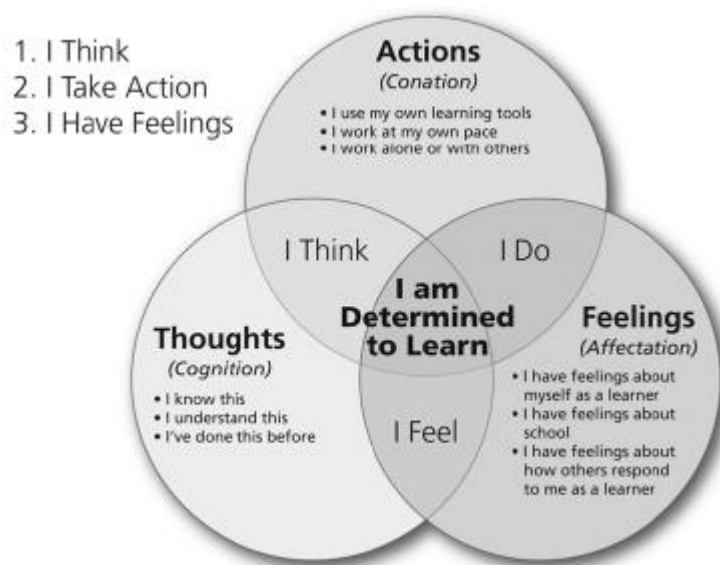 1. I Think
2. I Take Action
3. I Have Feelings
Actions
(Conation)
• I use my own learning tools
• I work at my own pace
• I work alone or with others
I Think
I Do
I am
Determined
to Learn
Thoughts
(Cognition)
• I know this
• I understand this
• I've done this before
Feelings
(Affectation)
• I have feelings about
myself as a learner
• I have feelings about
school
• I have feelings about
how others respond
to me as a learner
I Feel